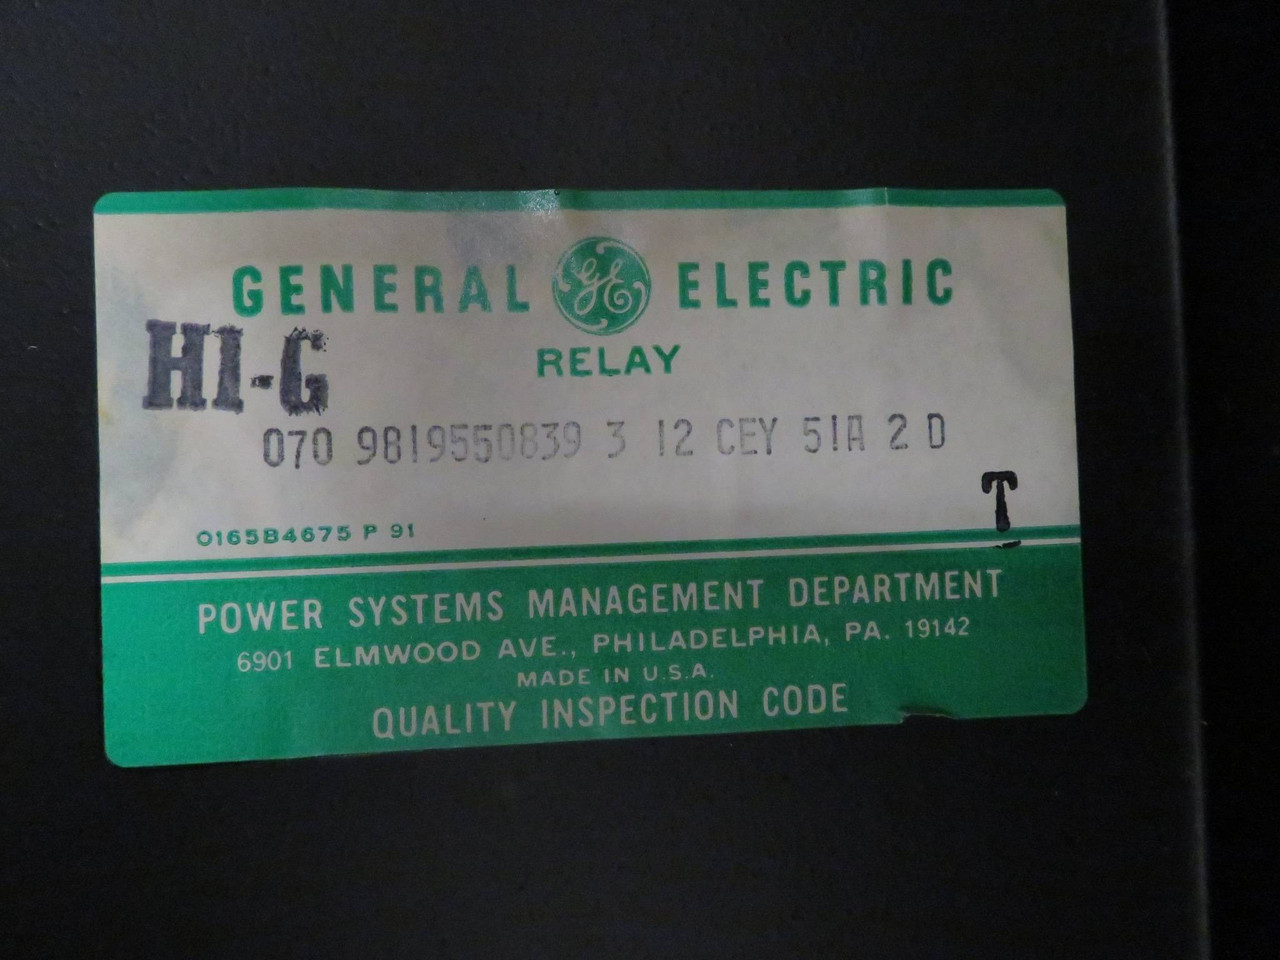 GENERAL GE ELECTRIC
HI-G
RELAY
070 9819550839 3 12 CEY 51A 2 D
T
0165B4675 P 91
POWER SYSTEMS MANAGEMENT DEPARTMENT
6901 ELMWOOD AVE., PHILADELPHIA, PA. 19142
MADE IN U.S.A.
QUALITY INSPECTION CODE